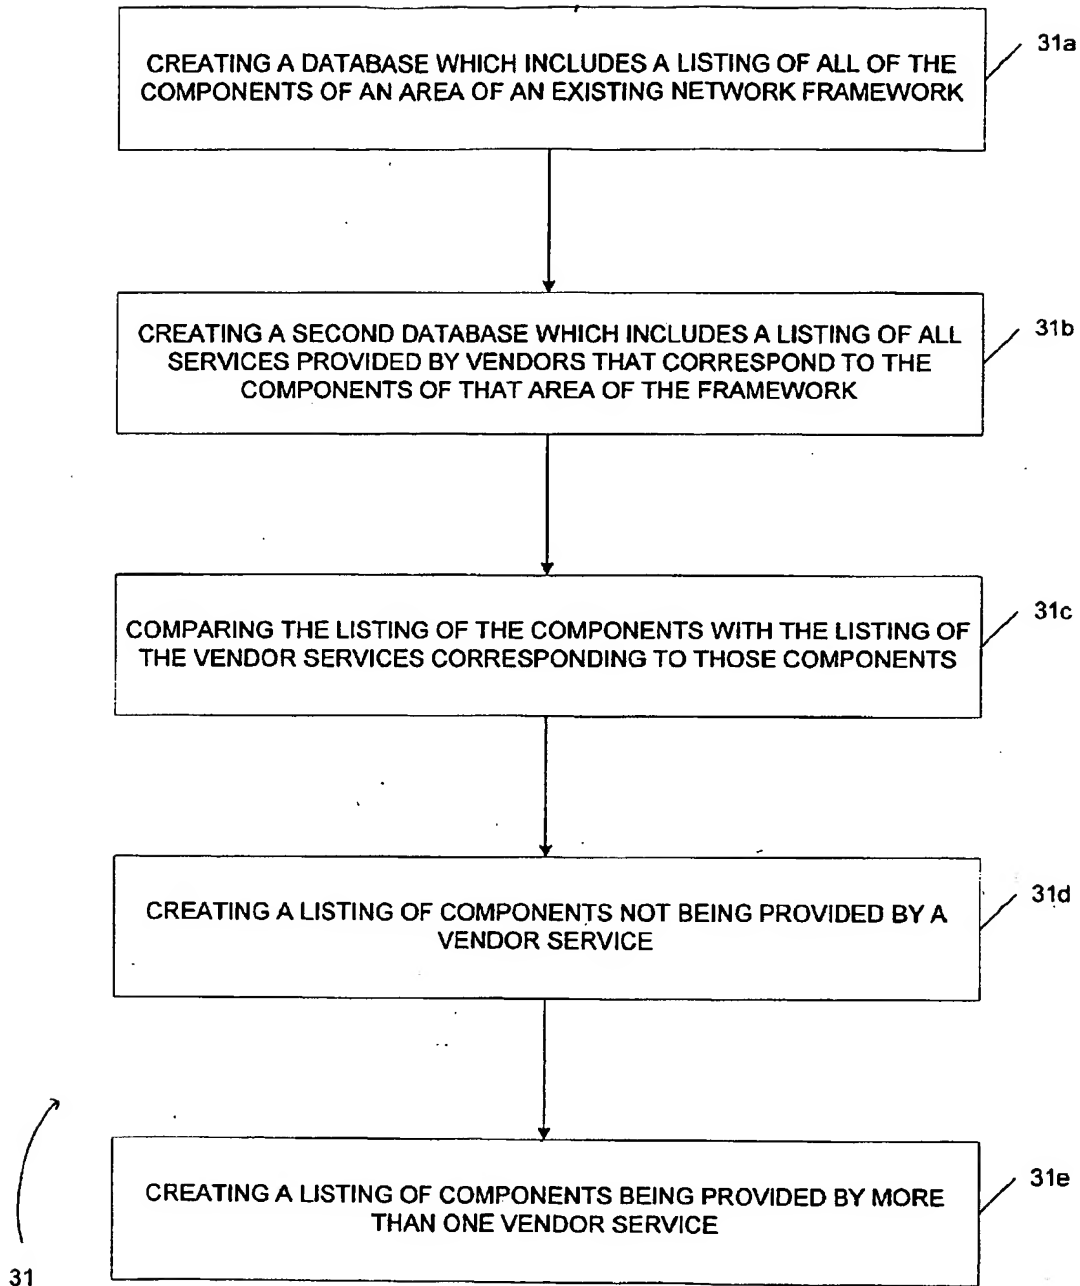 CREATING A DATABASE WHICH INCLUDES A LISTING OF ALL OF THE
COMPONENTS OF AN AREA OF AN EXISTING NETWORK FRAMEWORK
31a
CREATING A SECOND DATABASE WHICH INCLUDES A LISTING OF ALL
SERVICES PROVIDED BY VENDORS THAT CORRESPOND TO THE
COMPONENTS OF THAT AREA OF THE FRAMEWORK
31b
COMPARING THE LISTING OF THE COMPONENTS WITH THE LISTING OF
THE VENDOR SERVICES CORRESPONDING TO THOSE COMPONENTS
31c
CREATING A LISTING OF COMPONENTS NOT BEING PROVIDED BY A
VENDOR SERVICE
31d
CREATING A LISTING OF COMPONENTS BEING PROVIDED BY MORE
THAN ONE VENDOR SERVICE
31e
31